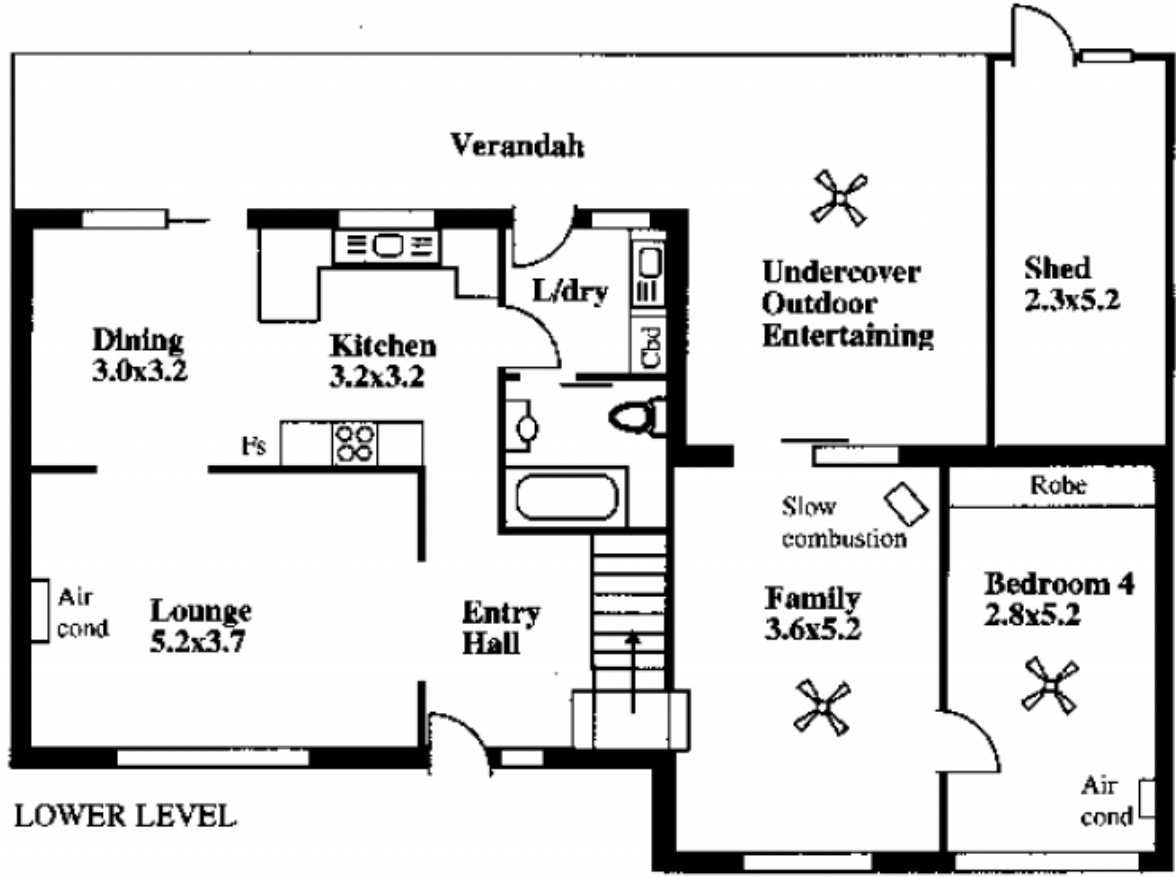 Verandah
Undercover
Outdoor
Entertaining
Shed
2.3x5.2
L/dry
Cbd
Dining
3.0x3.2
Kitchen
3.2x3.2
Fs
Slow
combustion
Robe
Air
cond
Lounge
5.2x3.7
Entry
Hall
Family
3.6x5.2
Bedroom 4
2.8x5.2
Air
cond
LOWER LEVEL